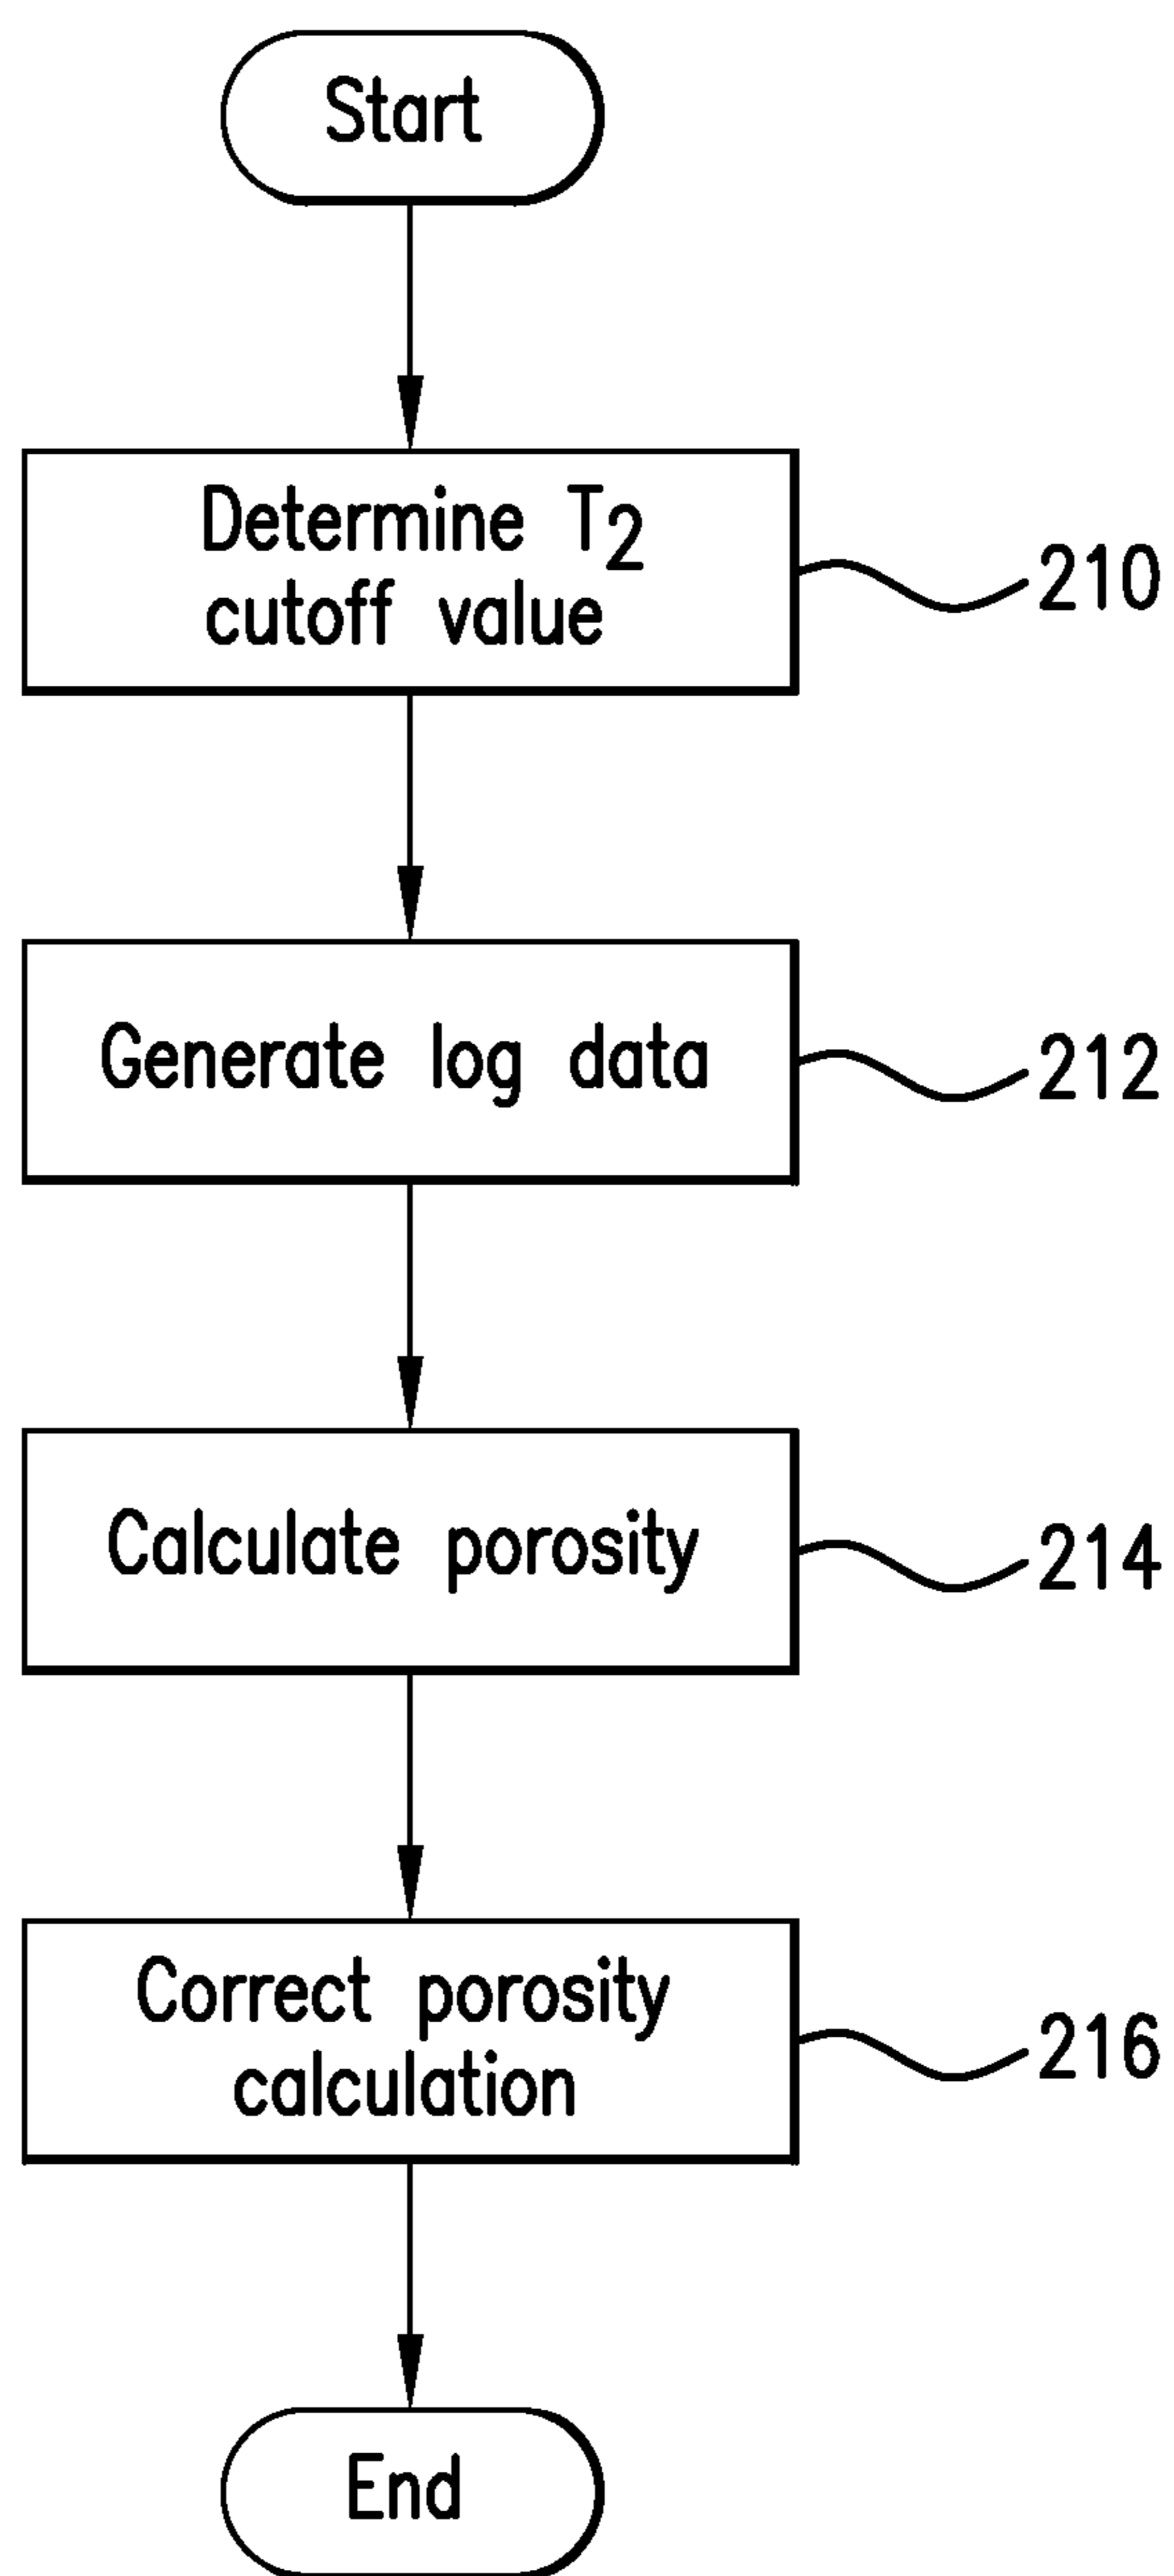 Start
Determine T2
cutoff value
210
Generate log data
212
Calculate porosity
214
Correct porosity
calculation
216
End